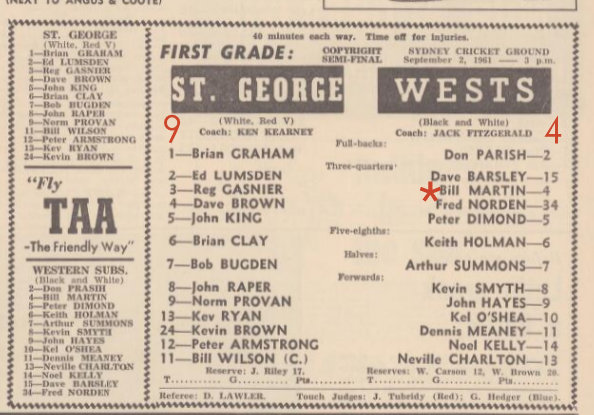 (NEXT TO ANGUS & COOTE)
ST. GEORGE
(White, Red V)
1—Brian GRAHAM
2—Ed LUMSDEN
3—Reg GASNIER
4—Dave BROWN
5—John KING
6—Brian CLAY
7—Bob BUGDEN
8—John RAPER
9—Norm PROVAN
11—Bill WILSON
12—Peter ARMSTRONG
13—Kev RYAN
24—Kevin BROWN
"Fly
TAA
-The Friendly Way"
WESTERN SUBS.
(Black and White)
2—Don PRASIH
4—Bill MARTIN
5—Peter DIMOND
6—Keith HOLMAN
7—Arthur SUMMONS
8—Kevin SMYTH
9—John HAYES
10—Kel O'SHEA
11—Dennis MEANEY
13—Neville CHARLTON
14—Noel KELLY
15—Dave BARSLEY
34—Fred NORDEN
40 minutes each way. Time off for injuries.
FIRST GRADE: COPYRIGHT SYDNEY CRICKET GROUND
SEMI-FINAL September 2, 1961 —— 3 p.m.
ST. GEORGE WESTS
9 (White, Red V) (Black and White) 4
Coach: KEN KEARNEY Coach: JACK FITZGERALD
Full-backs:
1—Brian GRAHAM Don PARISH—2
Three-quarters:
2—Ed LUMSDEN Dave BARSLEY—15
3—Reg GASNIER *Bill MARTIN—4
4—Dave BROWN Fred NORDEN—34
5—John KING Peter DIMOND—5
Five-eighths:
6—Brian CLAY Keith HOLMAN—6
Halves:
7—Bob BUGDEN Arthur SUMMONS—7
Forwards:
8—John RAPER Kevin SMYTH—8
9—Norm PROVAN John HAYES—9
13—Kev RYAN Kel O'SHEA—10
24—Kevin BROWN Dennis MEANEY—11
12—Peter ARMSTRONG Noel KELLY—14
11—Bill WILSON (C.) Neville CHARLTON—13
Reserve: J. Riley 17. Reserves: W. Carson 12, W. Brown 20.
T.......... G.......... Pts.......... T.......... G.......... Pts..........
Referee: D. LAWLER. Touch Judges: J. Tubridy (Red); G. Hedger (Blue).